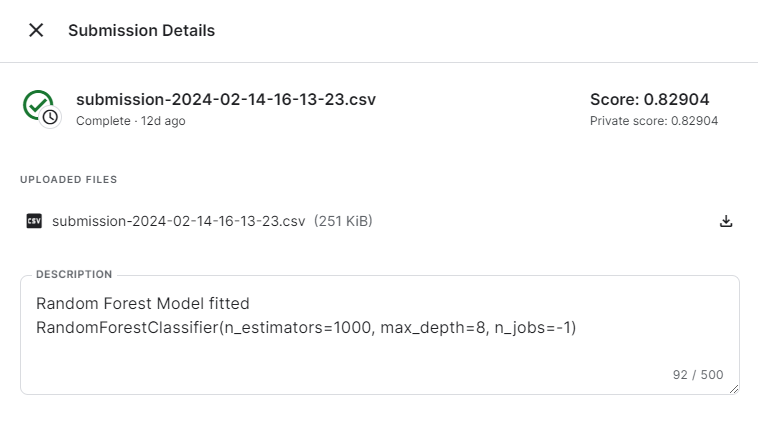 Submission Details
submission-2024-02-14-16-13-23.csv
Complete · 12d ago
Score: 0.82904
Private score: 0.82904
UPLOADED FILES
CSV submission-2024-02-14-16-13-23.csv (251 KiB)
DESCRIPTION
Random Forest Model fitted
RandomForestClassifier(n_estimators=1000, max_depth=8, n_jobs=-1)
92 / 500